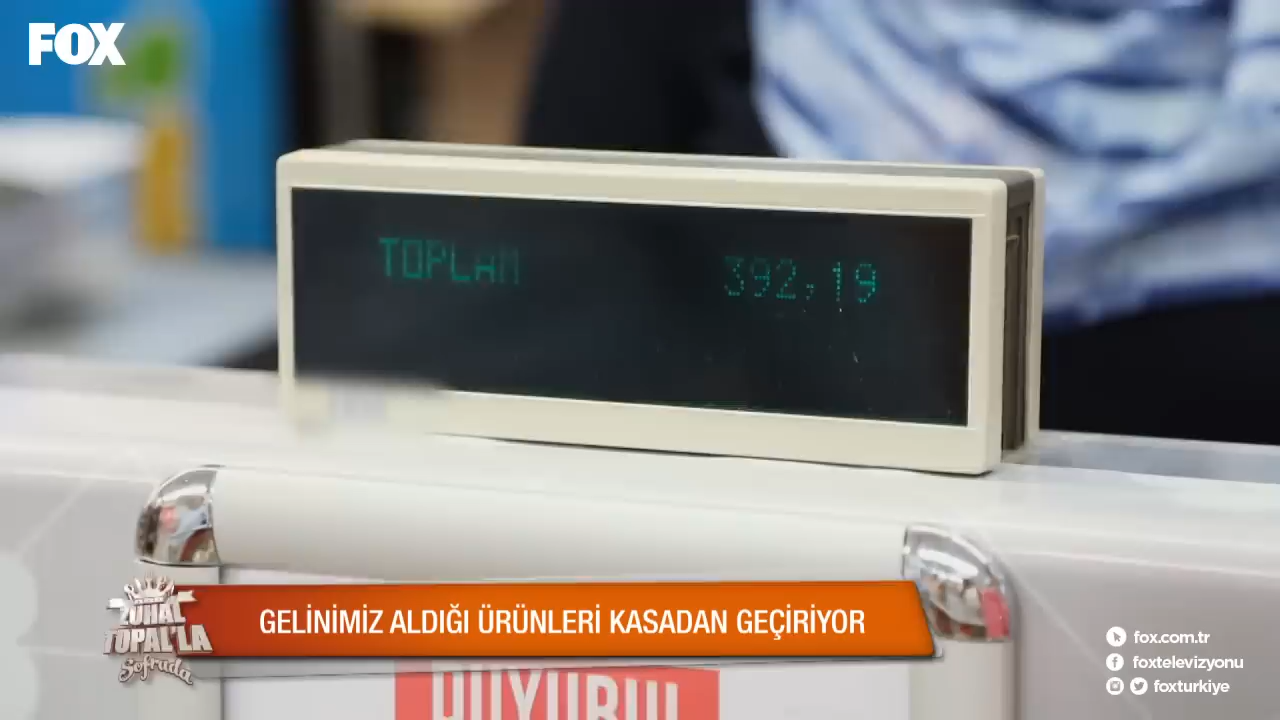 FOX
TOPLAM 392,19
ZUHAL
TOPAL'LA
Sofrada
GELİNİMİZ ALDIĞI ÜRÜNLERİ KASADAN GEÇİRİYOR
fox.com.tr
foxtelevizyonu
foxturkiye